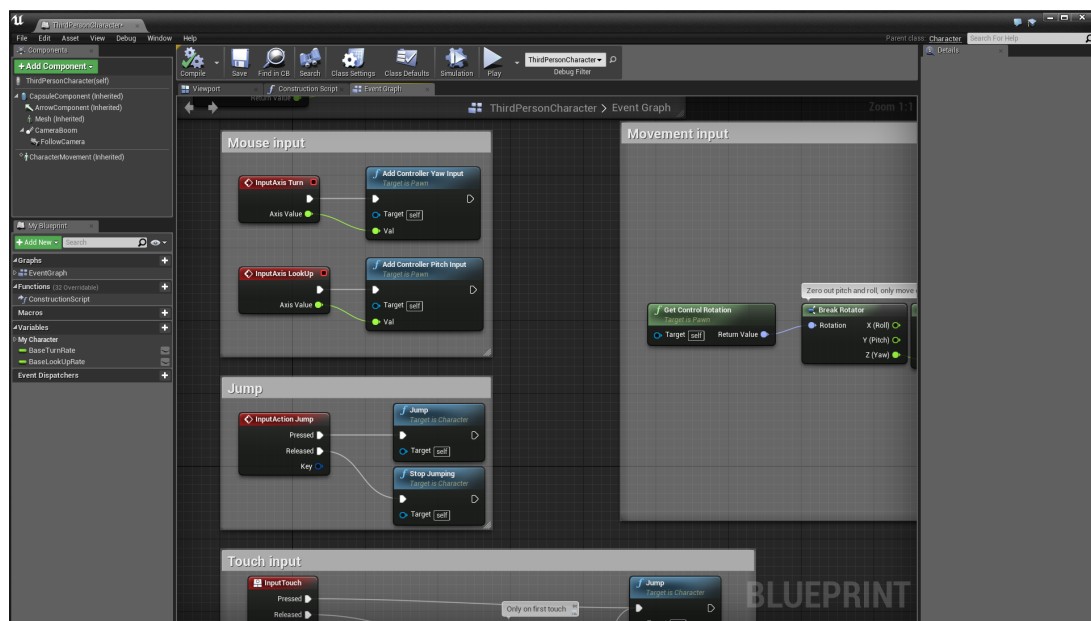 ThirdPersonCharacter*
File Edit Asset View Debug Window Help
Parent class: Character Search For Help
Components
+Add Component
ThirdPersonCharacter(self)
CapsuleComponent (Inherited)
ArrowComponent (Inherited)
Mesh (Inherited)
CameraBoom
FollowCamera
CharacterMovement (Inherited)
My Blueprint
+Add New Search
Graphs
EventGraph
Functions (32 Overridable)
ConstructionScript
Macros
Variables
My Character
BaseTurnRate
BaseLookUpRate
Event Dispatchers
Compile Save Find in CB Search Class Settings Class Defaults Simulation Play
ThirdPersonCharacter
Debug Filter
Viewport Construction Script Event Graph
Return Value
ThirdPersonCharacter > Event Graph
Zoom 1:1
Mouse input
InputAxis Turn
Axis Value
Add Controller Yaw Input
Target is Pawn
Target self
Val
InputAxis LookUp
Axis Value
Add Controller Pitch Input
Target is Pawn
Target self
Val
Jump
InputAction Jump
Pressed
Released
Key
Jump
Target is Character
Target self
Stop Jumping
Target is Character
Target self
Touch input
InputTouch
Pressed
Released
Only on first touch
Jump
Target is Character
Movement input
Zero out pitch and roll, only move
Get Control Rotation
Target is Pawn
Target self Return Value
Break Rotator
Rotation X (Roll)
Y (Pitch)
Z (Yaw)
BLUEPRINT
Details